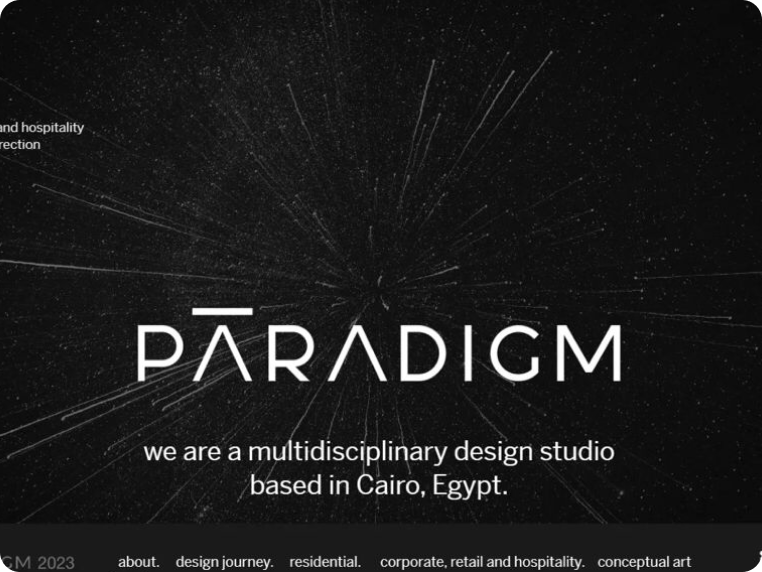 and hospitality
rection
PARADIGM
we are a multidisciplinary design studio
based in Cairo, Egypt.
GM 2023
about. design journey. residential. corporate, retail and hospitality. conceptual art